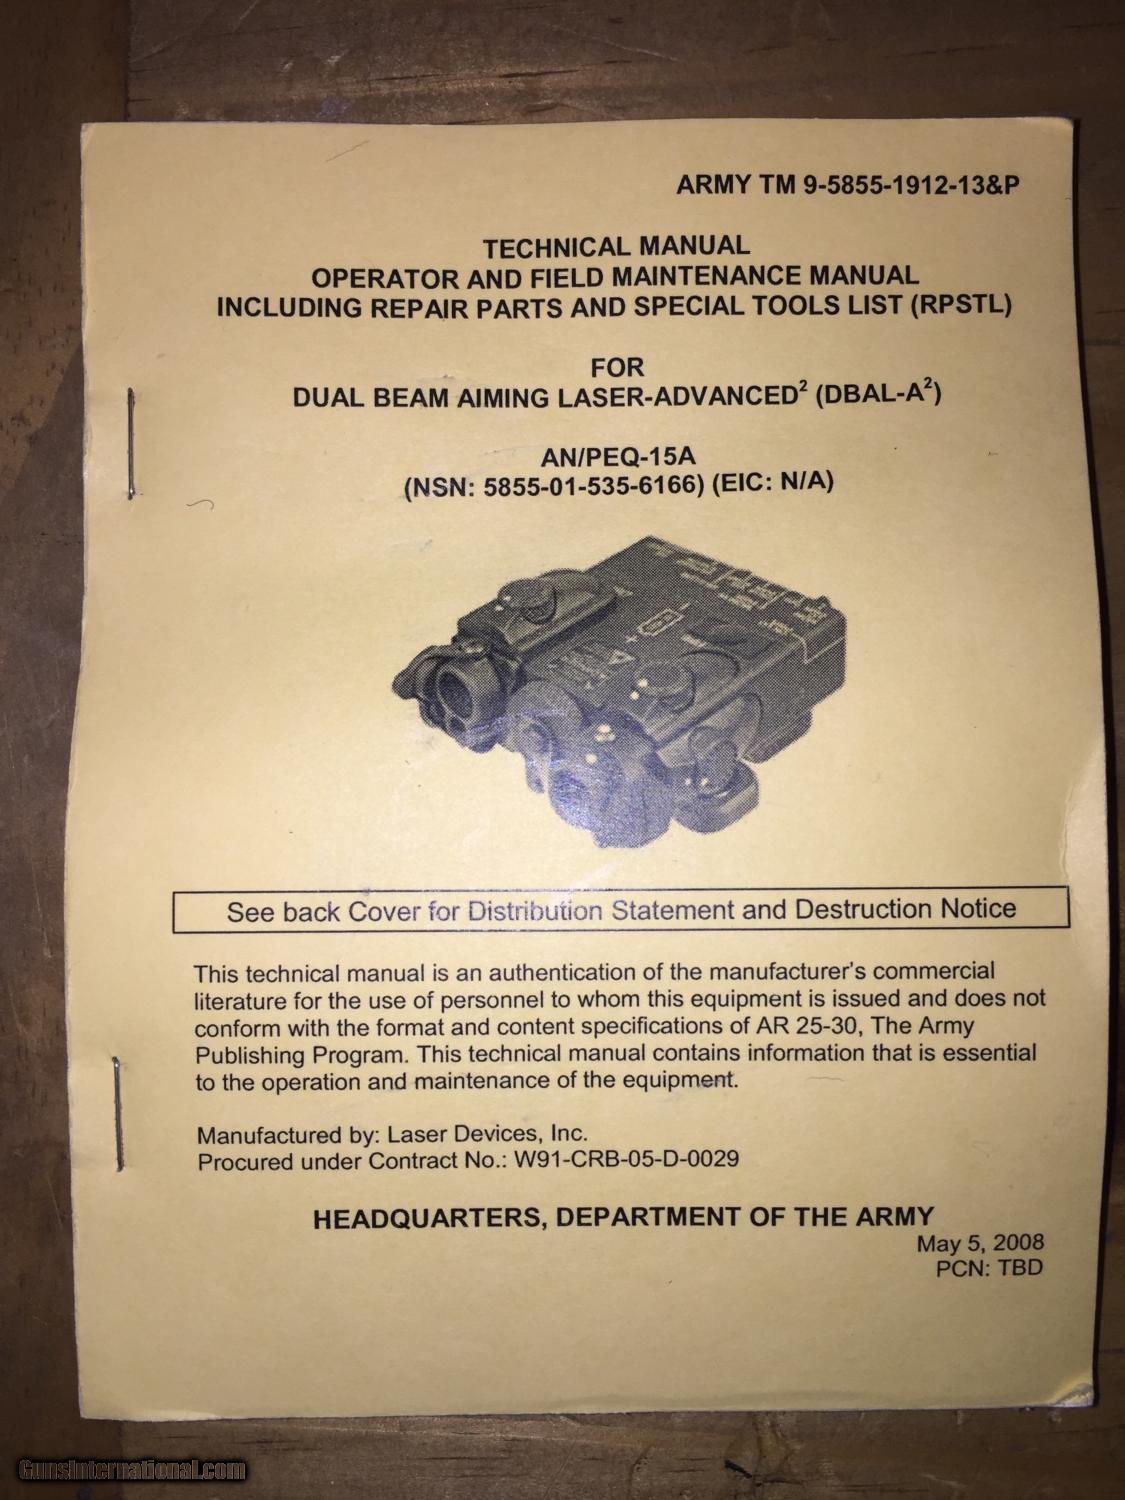 ARMY TM 9-5855-1912-13&P
TECHNICAL MANUAL
OPERATOR AND FIELD MAINTENANCE MANUAL
INCLUDING REPAIR PARTS AND SPECIAL TOOLS LIST (RPSTL)
FOR
DUAL BEAM AIMING LASER-ADVANCED² (DBAL-A²)
AN/PEQ-15A
(NSN: 5855-01-535-6166) (EIC: N/A)
See back Cover for Distribution Statement and Destruction Notice
This technical manual is an authentication of the manufacturer's commercial
literature for the use of personnel to whom this equipment is issued and does not
conform with the format and content specifications of AR 25-30, The Army
Publishing Program. This technical manual contains information that is essential
to the operation and maintenance of the equipment.
Manufactured by: Laser Devices, Inc.
Procured under Contract No.: W91-CRB-05-D-0029
HEADQUARTERS, DEPARTMENT OF THE ARMY
May 5, 2008
PCN: TBD
GunsInternational.com